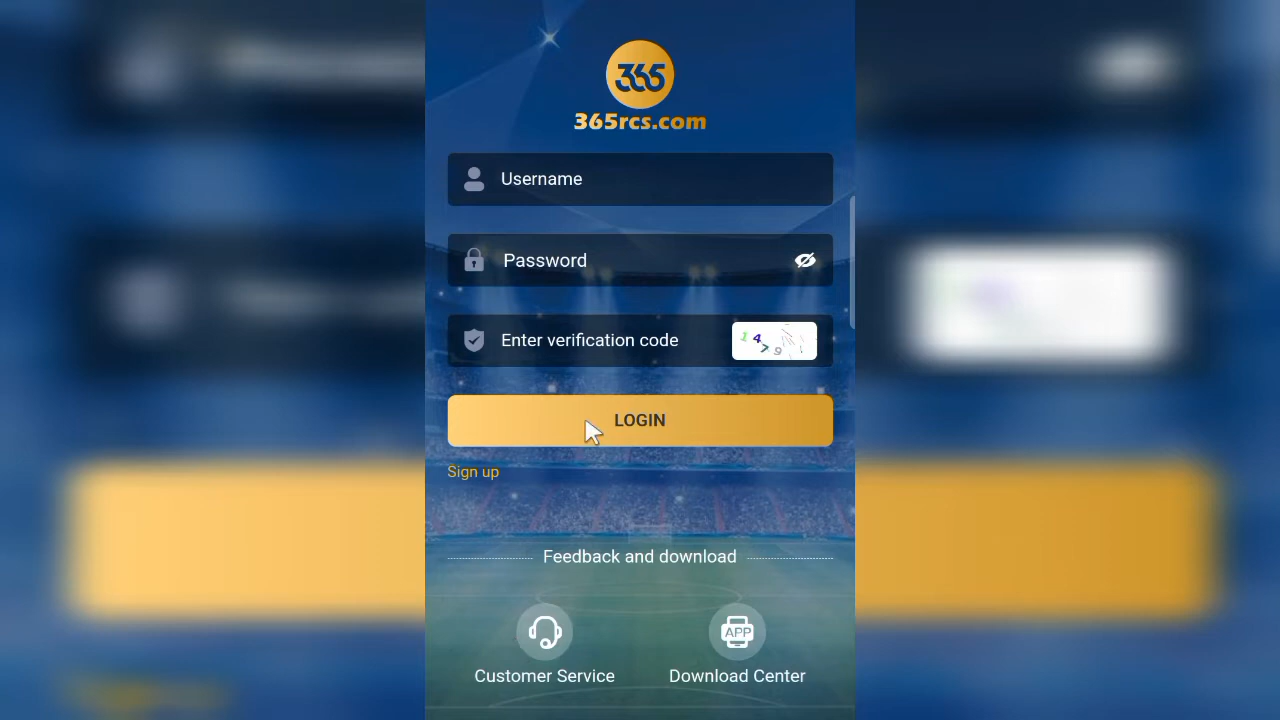 365
365rcs.com
Username
Password
Enter verification code
1479
LOGIN
Sign up
Feedback and download
APP
Customer Service
Download Center